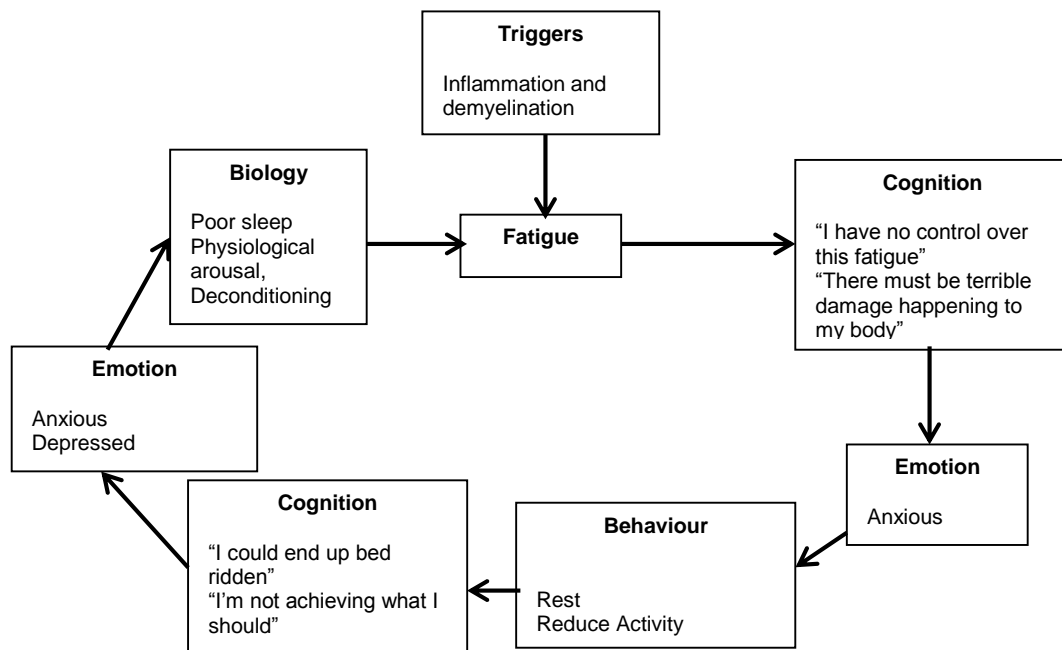 Triggers
Inflammation and
demyelination
Biology
Poor sleep
Physiological
arousal,
Deconditioning
Fatigue
Cognition
“I have no control over
this fatigue”
“There must be terrible
damage happening to
my body”
Emotion
Anxious
Behaviour
Rest
Reduce Activity
Cognition
“I could end up bed
ridden”
“I’m not achieving what I
should”
Emotion
Anxious
Depressed